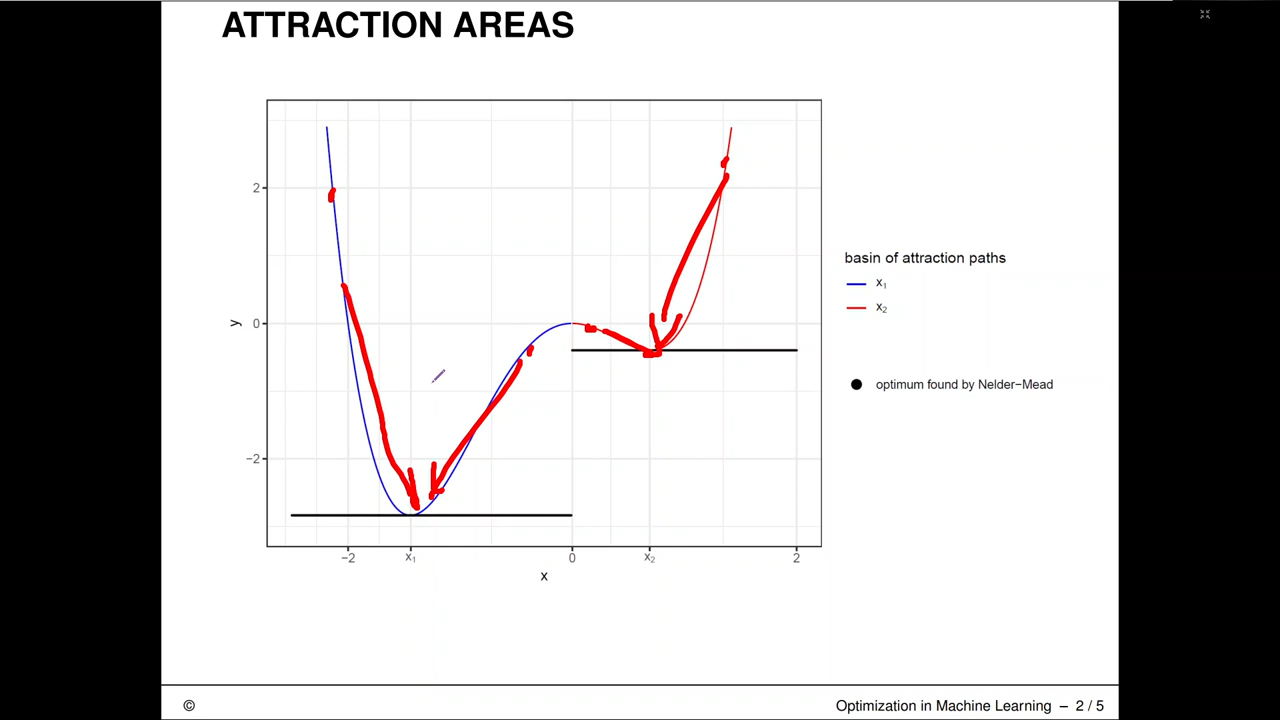 ATTRACTION AREAS
2
0
−2
y
−2
x₁
0
x₂
2
x
basin of attraction paths
x₁
x₂
optimum found by Nelder−Mead
©
Optimization in Machine Learning – 2 / 5